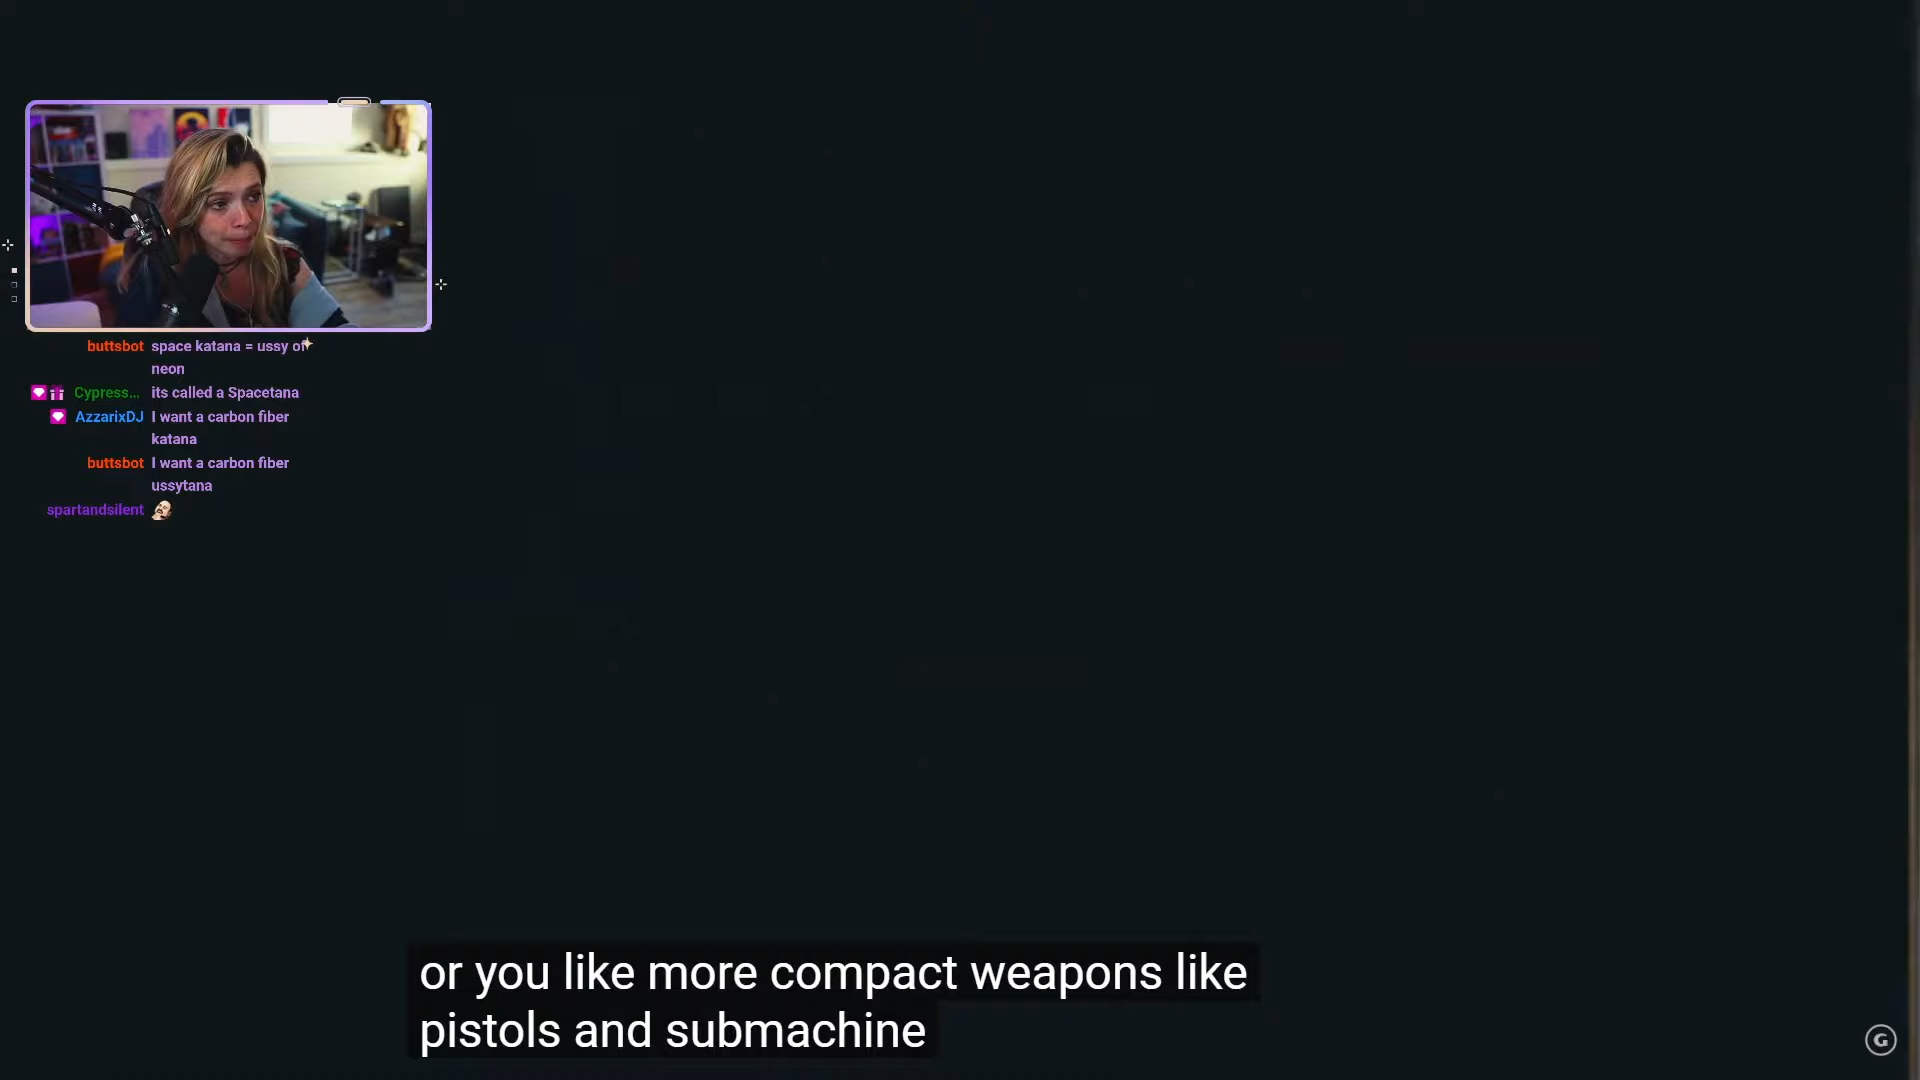 buttsbot space katana = ussy of
neon
Cypress... its called a Spacetana
AzzarixDJ I want a carbon fiber
katana
buttsbot I want a carbon fiber
ussytana
spartandsilent
or you like more compact weapons like
pistols and submachine
G